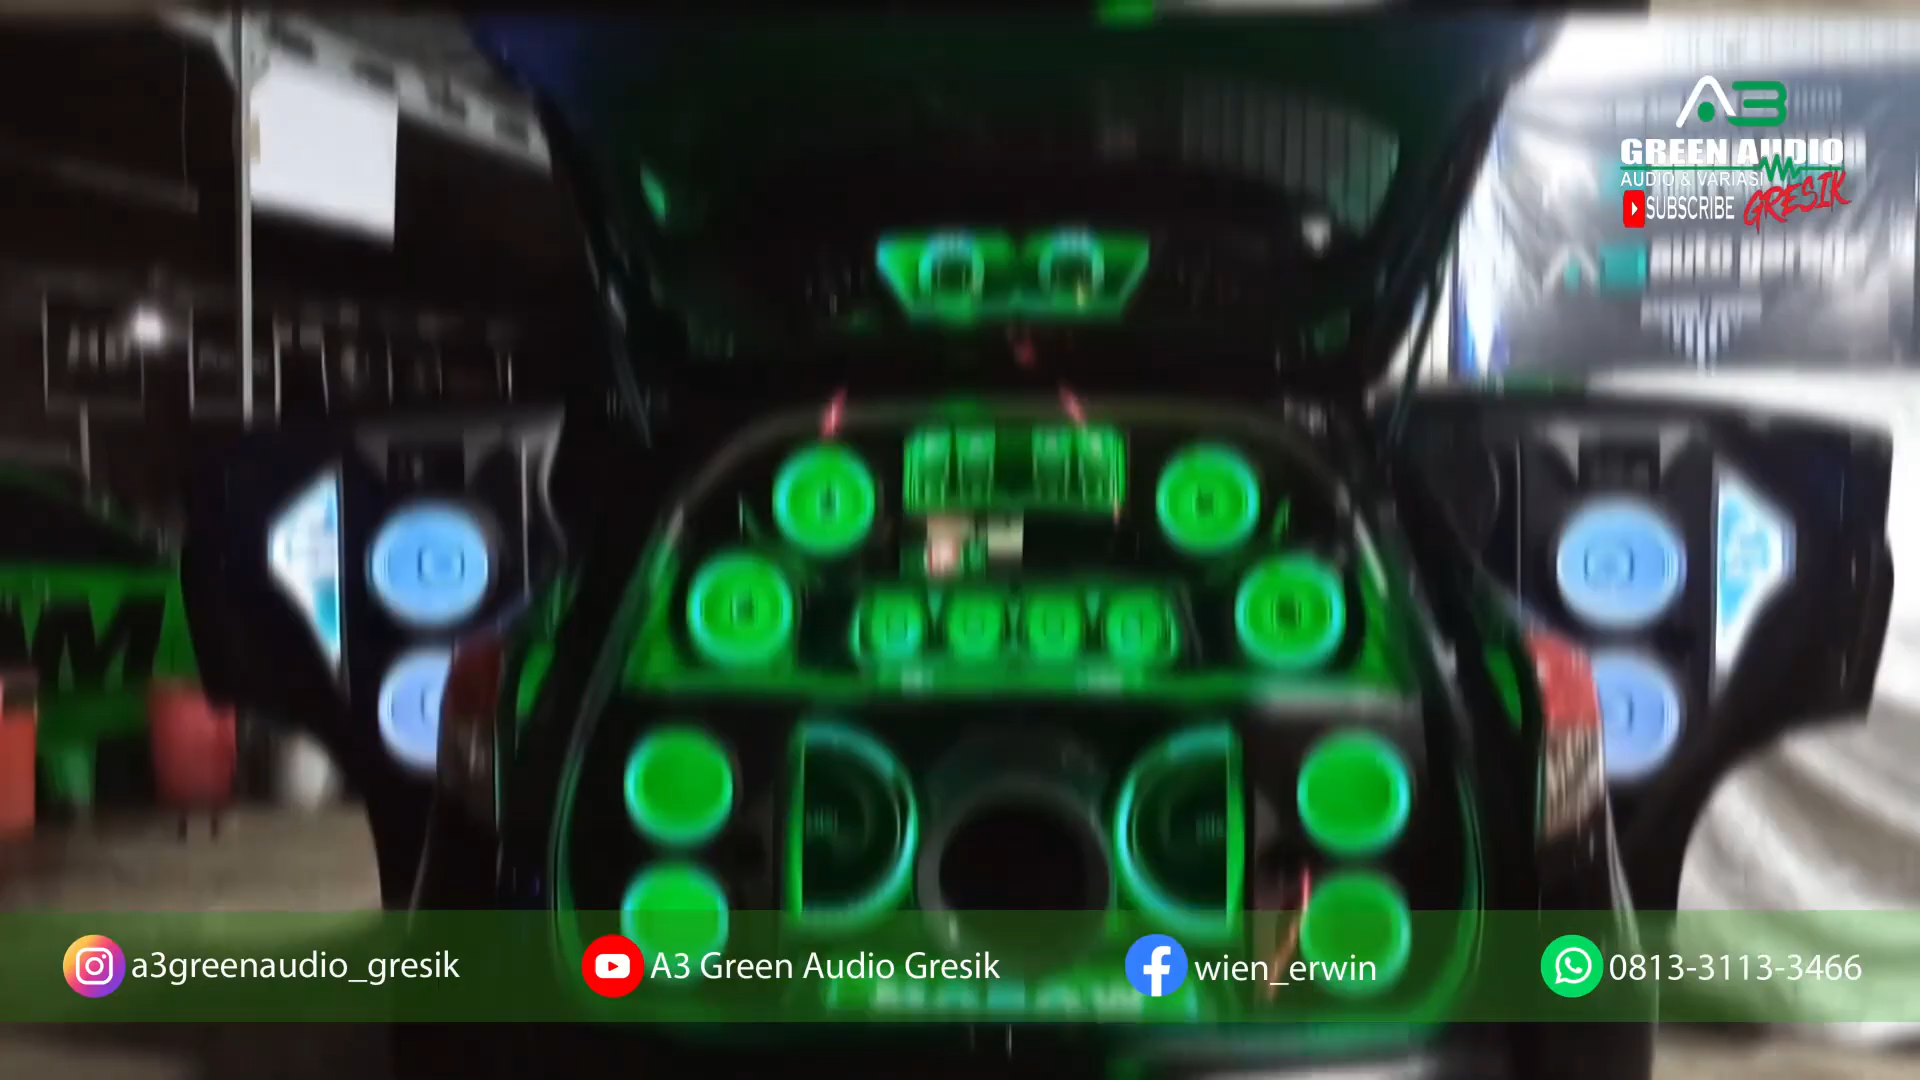 A3
GREEN AUDIO
AUDIO & VARIASI
SUBSCRIBE
GRESIK
a3greenaudio_gresik
A3 Green Audio Gresik
wien_erwin
0813-3113-3466